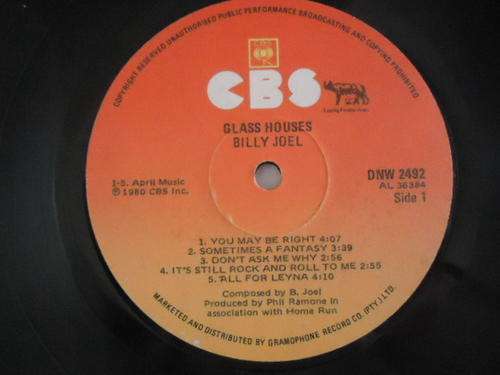 COPYRIGHT RESERVED UNAUTHORISED PUBLIC PERFORMANCE BROADCASTING AND COPYING PROHIBITED
CBS
CBS
GLASS HOUSES
BILLY JOEL
DNW 2492
AL 36384
Side 1
1-5. April Music
℗ 1980 CBS Inc.
1. YOU MAY BE RIGHT 4:07
2. SOMETIMES A FANTASY 3:39
3. DON'T ASK ME WHY 2:56
4. IT'S STILL ROCK AND ROLL TO ME 2:55
5. ALL FOR LEYNA 4:10
Composed by B. Joel
Produced by Phil Ramone in
association with Home Run
MARKETED AND DISTRIBUTED BY GRAMOPHONE RECORD CO. (PTY.) LTD.